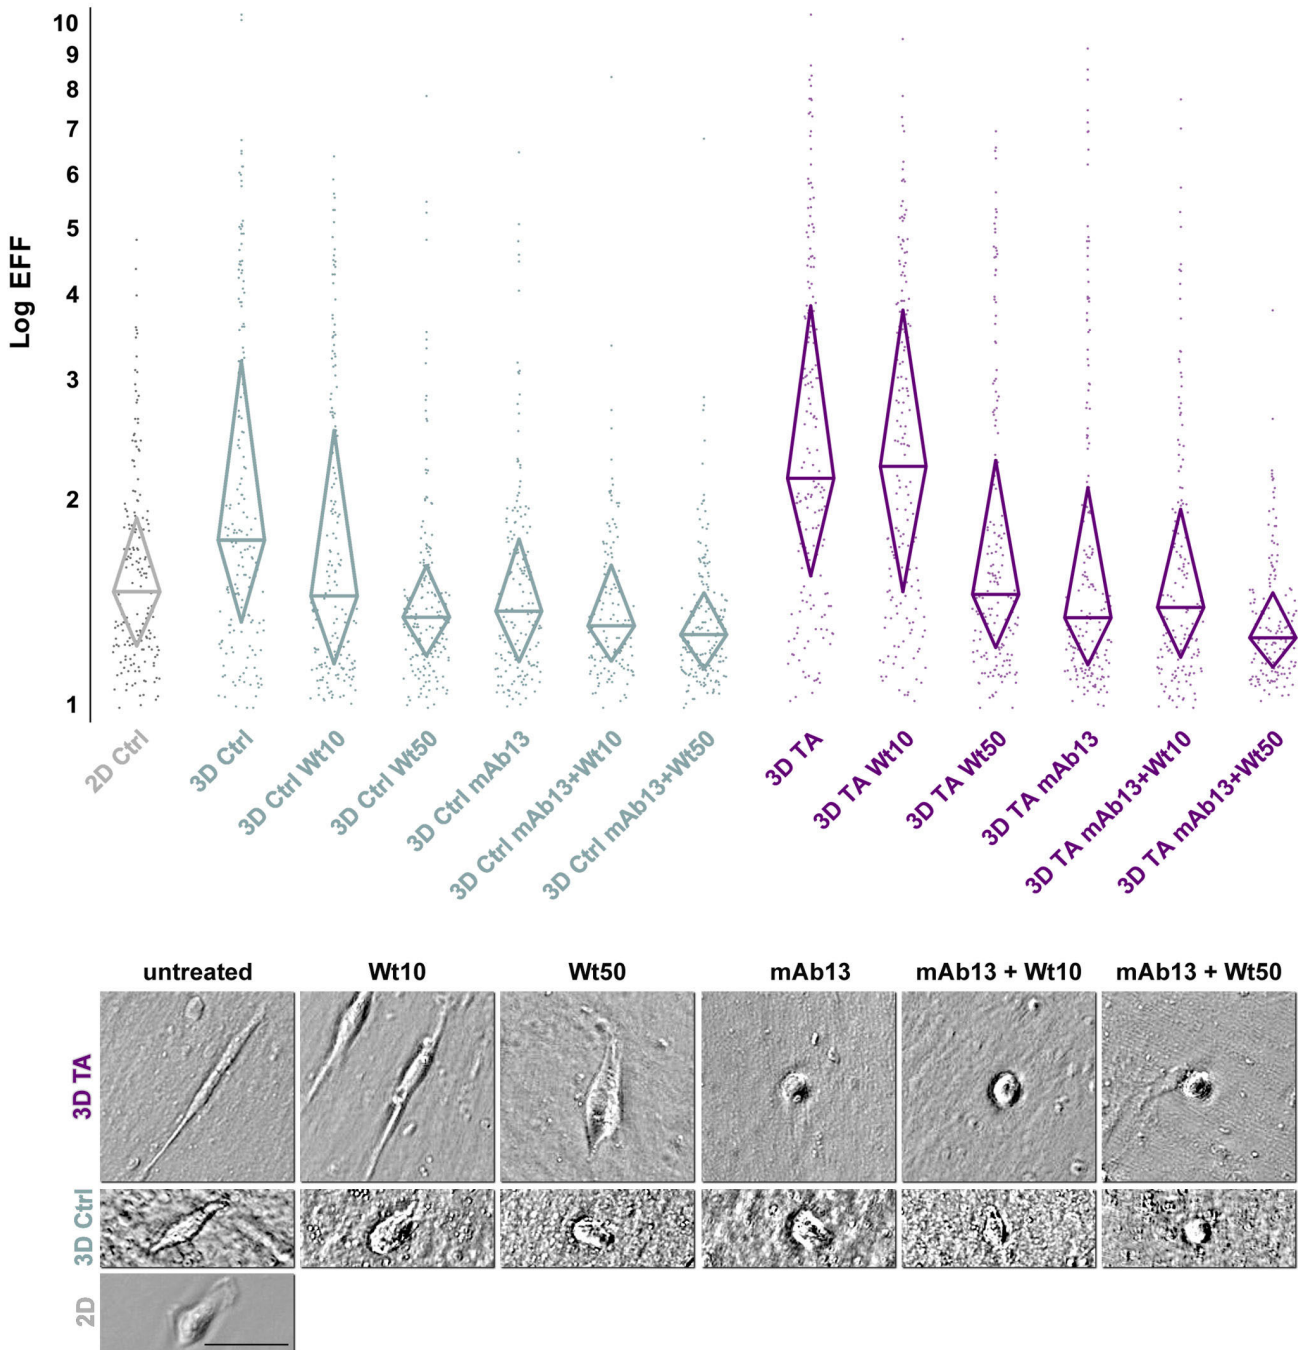 10
9
8
7
6
5
4
3
2
1
Log EFF
2D Ctrl
3D Ctrl
3D Ctrl Wt10
3D Ctrl Wt50
3D Ctrl mAb13
3D Ctrl mAb13+Wt10
3D Ctrl mAb13+Wt50
3D TA
3D TA Wt10
3D TA Wt50
3D TA mAb13
3D TA mAb13+Wt10
3D TA mAb13+Wt50
untreated
Wt10
Wt50
mAb13
mAb13 + Wt10
mAb13 + Wt50
3D TA
3D Ctrl
2D